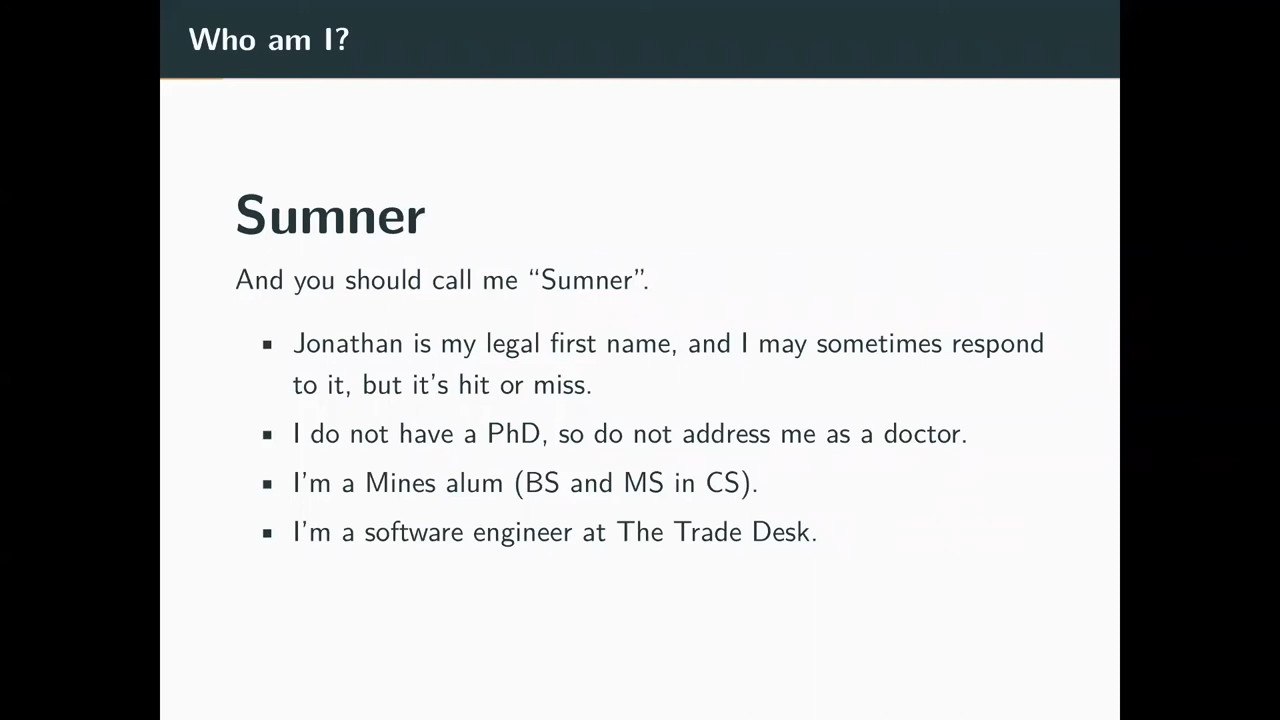 Who am I?
Sumner
And you should call me “Sumner”.
▪ Jonathan is my legal first name, and I may sometimes respond
to it, but it’s hit or miss.
▪ I do not have a PhD, so do not address me as a doctor.
▪ I’m a Mines alum (BS and MS in CS).
▪ I’m a software engineer at The Trade Desk.